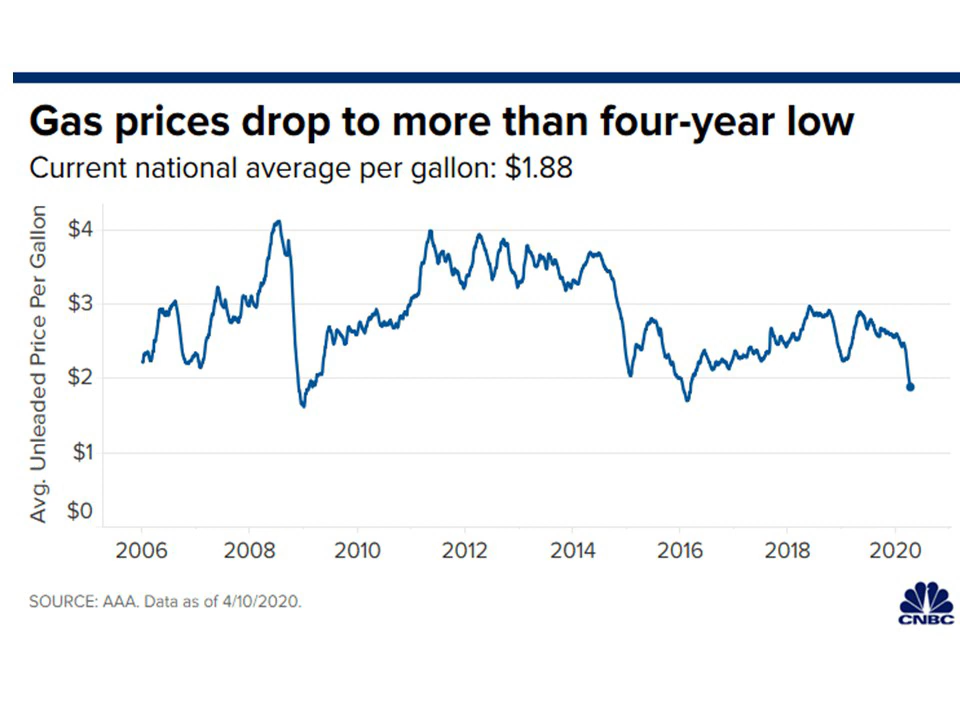 Gas prices drop to more than four-year low
Current national average per gallon: $1.88
Avg. Unleaded Price Per Gallon
$4
$3
$2
$1
$0
2006 2008 2010 2012 2014 2016 2018 2020
SOURCE: AAA. Data as of 4/10/2020.
CNBC